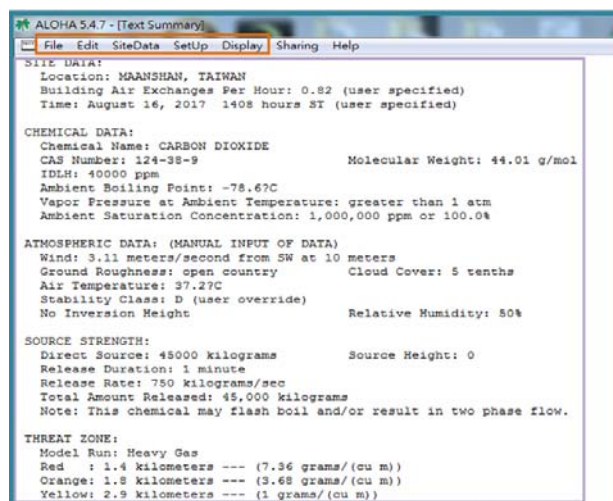 ALOHA 5.4.7 - [Text Summary]
File Edit SiteData SetUp Display Sharing Help
SITE DATA:
Location: MAANSHAN, TAIWAN
Building Air Exchanges Per Hour: 0.82 (user specified)
Time: August 16, 2017 1408 hours ST (user specified)
CHEMICAL DATA:
Chemical Name: CARBON DIOXIDE
CAS Number: 124-38-9 Molecular Weight: 44.01 g/mol
IDLH: 40000 ppm
Ambient Boiling Point: -78.6?C
Vapor Pressure at Ambient Temperature: greater than 1 atm
Ambient Saturation Concentration: 1,000,000 ppm or 100.0%
ATMOSPHERIC DATA: (MANUAL INPUT OF DATA)
Wind: 3.11 meters/second from SW at 10 meters
Ground Roughness: open country Cloud Cover: 5 tenths
Air Temperature: 37.2?C
Stability Class: D (user override)
No Inversion Height Relative Humidity: 50%
SOURCE STRENGTH:
Direct Source: 45000 kilograms Source Height: 0
Release Duration: 1 minute
Release Rate: 750 kilograms/sec
Total Amount Released: 45,000 kilograms
Note: This chemical may flash boil and/or result in two phase flow.
THREAT ZONE:
Model Run: Heavy Gas
Red : 1.4 kilometers --- (7.36 grams/(cu m))
Orange: 1.8 kilometers --- (3.68 grams/(cu m))
Yellow: 2.9 kilometers --- (1 grams/(cu m))